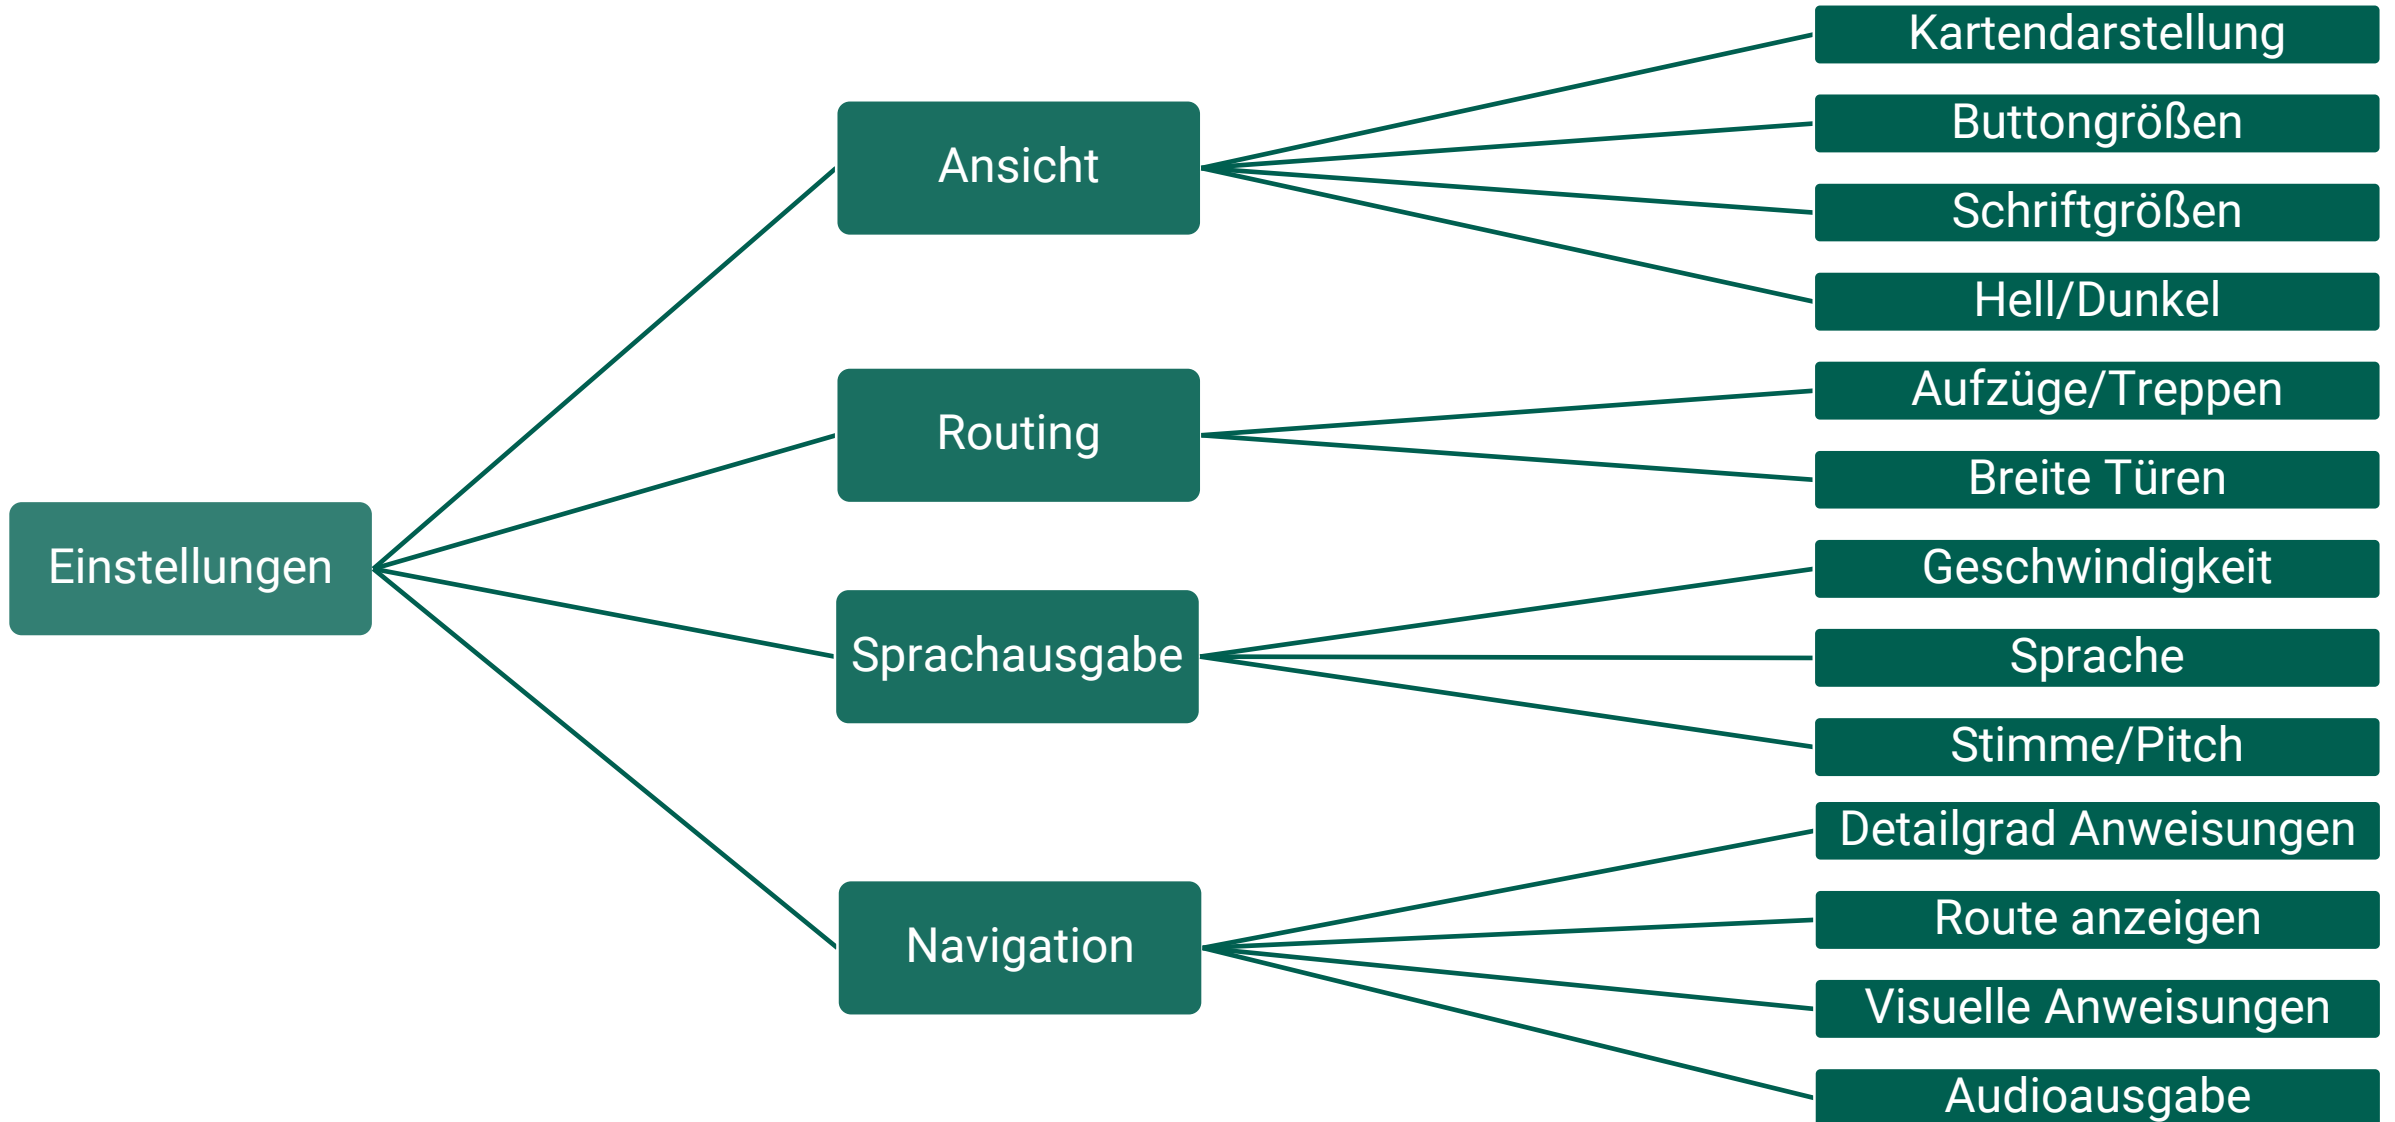 Einstellungen
Ansicht
Kartendarstellung
Buttongrößen
Schriftgrößen
Hell/Dunkel
Routing
Aufzüge/Treppen
Breite Türen
Sprachausgabe
Geschwindigkeit
Sprache
Stimme/Pitch
Navigation
Detailgrad Anweisungen
Route anzeigen
Visuelle Anweisungen
Audioausgabe